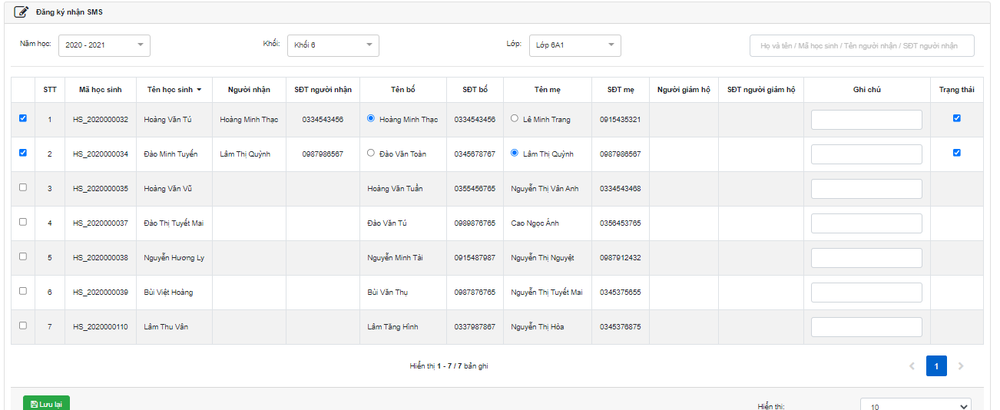 Đăng ký nhận SMS
Năm học: 2020 - 2021 Khối: Khối 6 Lớp: Lớp 6A1 Họ và tên / Mã học sinh / Tên người nhận / SĐT người nhận
STT Mã học sinh Tên học sinh Người nhận SĐT người nhận Tên bố SĐT bố Tên mẹ SĐT mẹ Người giám hộ SĐT người giám hộ Ghi chú Trạng thái
1 HS_2020000032 Hoàng Văn Tú Hoàng Minh Thạc 0334543456 Hoàng Minh Thạc 0334543456 Lê Minh Trang 0915435321
2 HS_2020000034 Đào Minh Tuyến Lâm Thị Quỳnh 0987986567 Đào Văn Toàn 0345678767 Lâm Thị Quỳnh 0987986567
3 HS_2020000035 Hoàng Văn Vũ Hoàng Văn Tuấn 0355456765 Nguyễn Thị Vân Anh 0334543468
4 HS_2020000037 Đào Thị Tuyết Mai Đào Văn Tú 0989876765 Cao Ngọc Ánh 0356453765
5 HS_2020000038 Nguyễn Hương Ly Nguyễn Minh Tài 0915487987 Nguyễn Thị Nguyệt 0987912432
6 HS_2020000039 Bùi Việt Hoàng Bùi Văn Thụ 0987876765 Nguyễn Thị Tuyết Mai 0345375655
7 HS_2020000110 Lâm Thu Vân Lâm Tăng Hình 0337987867 Nguyễn Thị Hòa 0345376875
Hiển thị 1 - 7 / 7 bản ghi 1
Lưu lại Hiển thị: 10